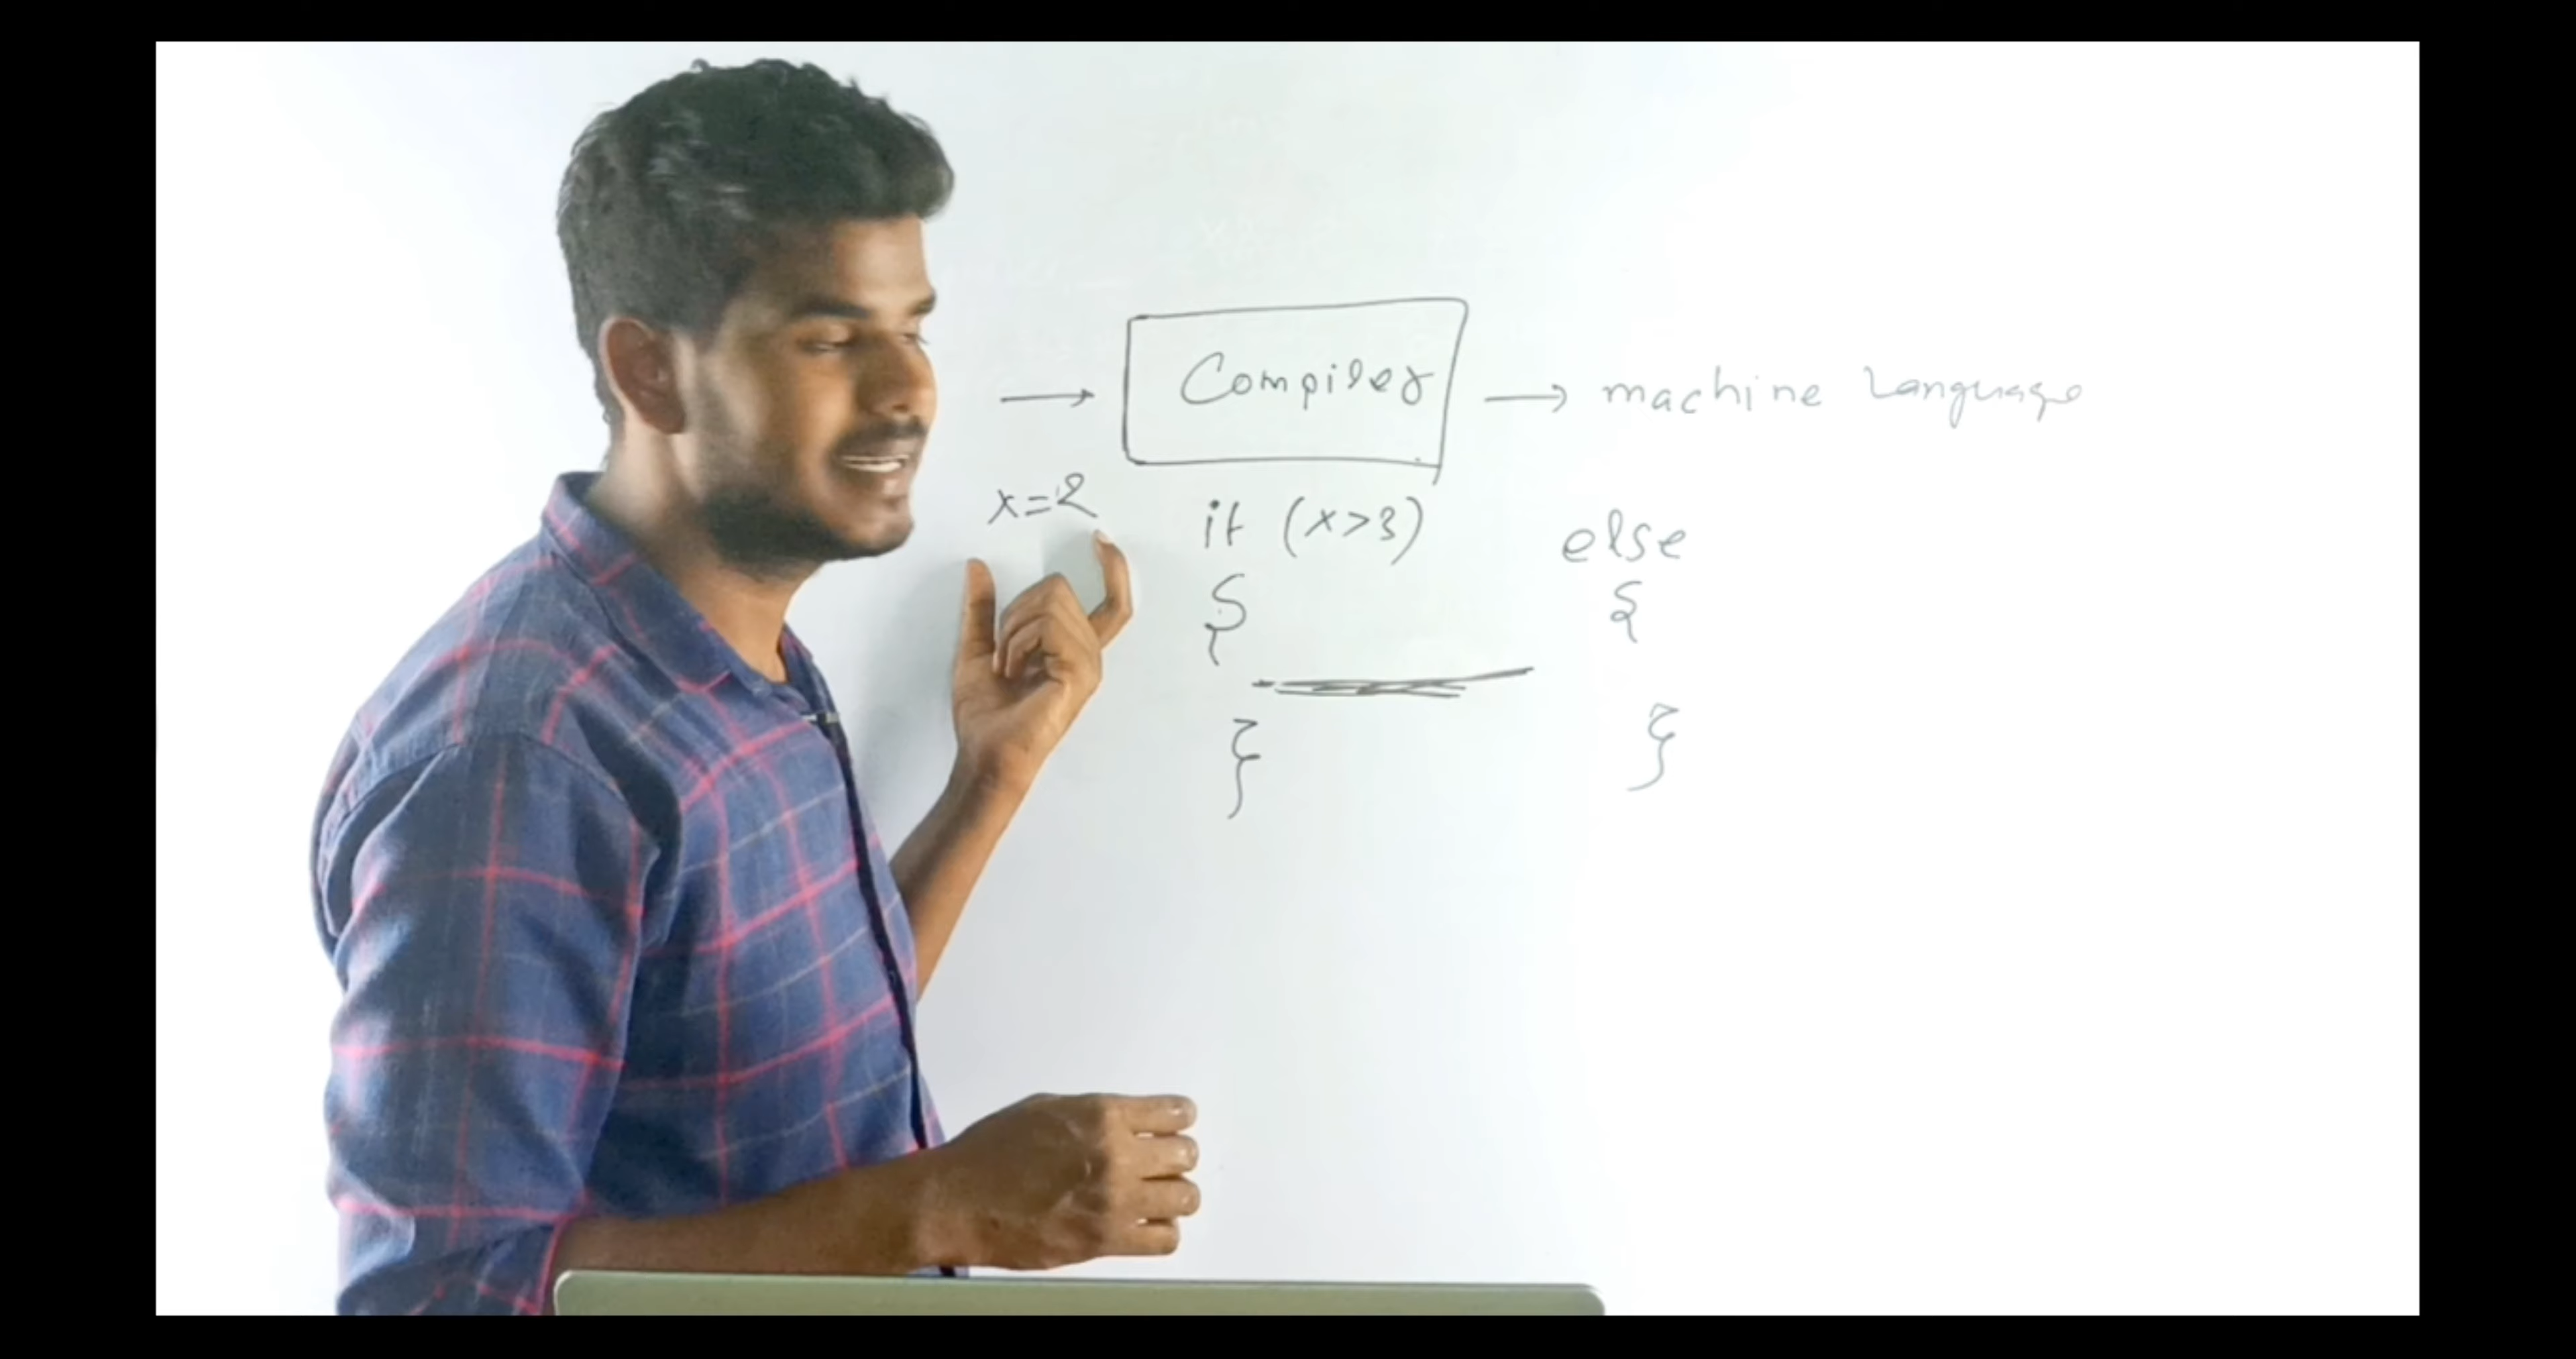 → Compiler → machine Language
x=2
if (x>3)
{
}
else
{
}